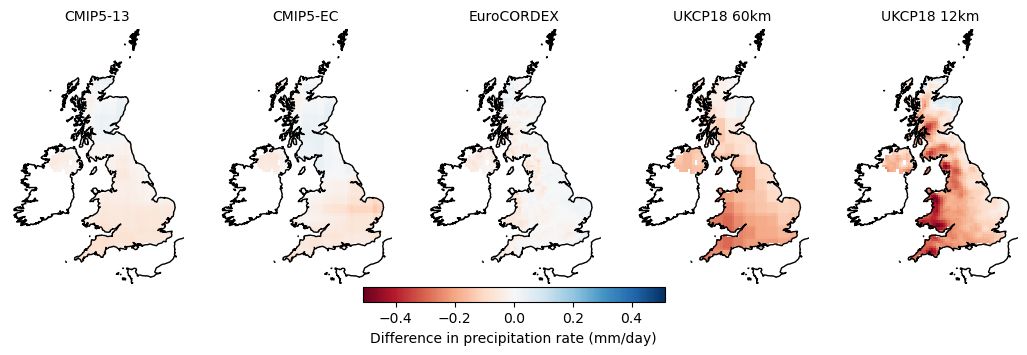 CMIP5-13 CMIP5-EC EuroCORDEX UKCP18 60km UKCP18 12km
−0.4 −0.2 0.0 0.2 0.4
Difference in precipitation rate (mm/day)